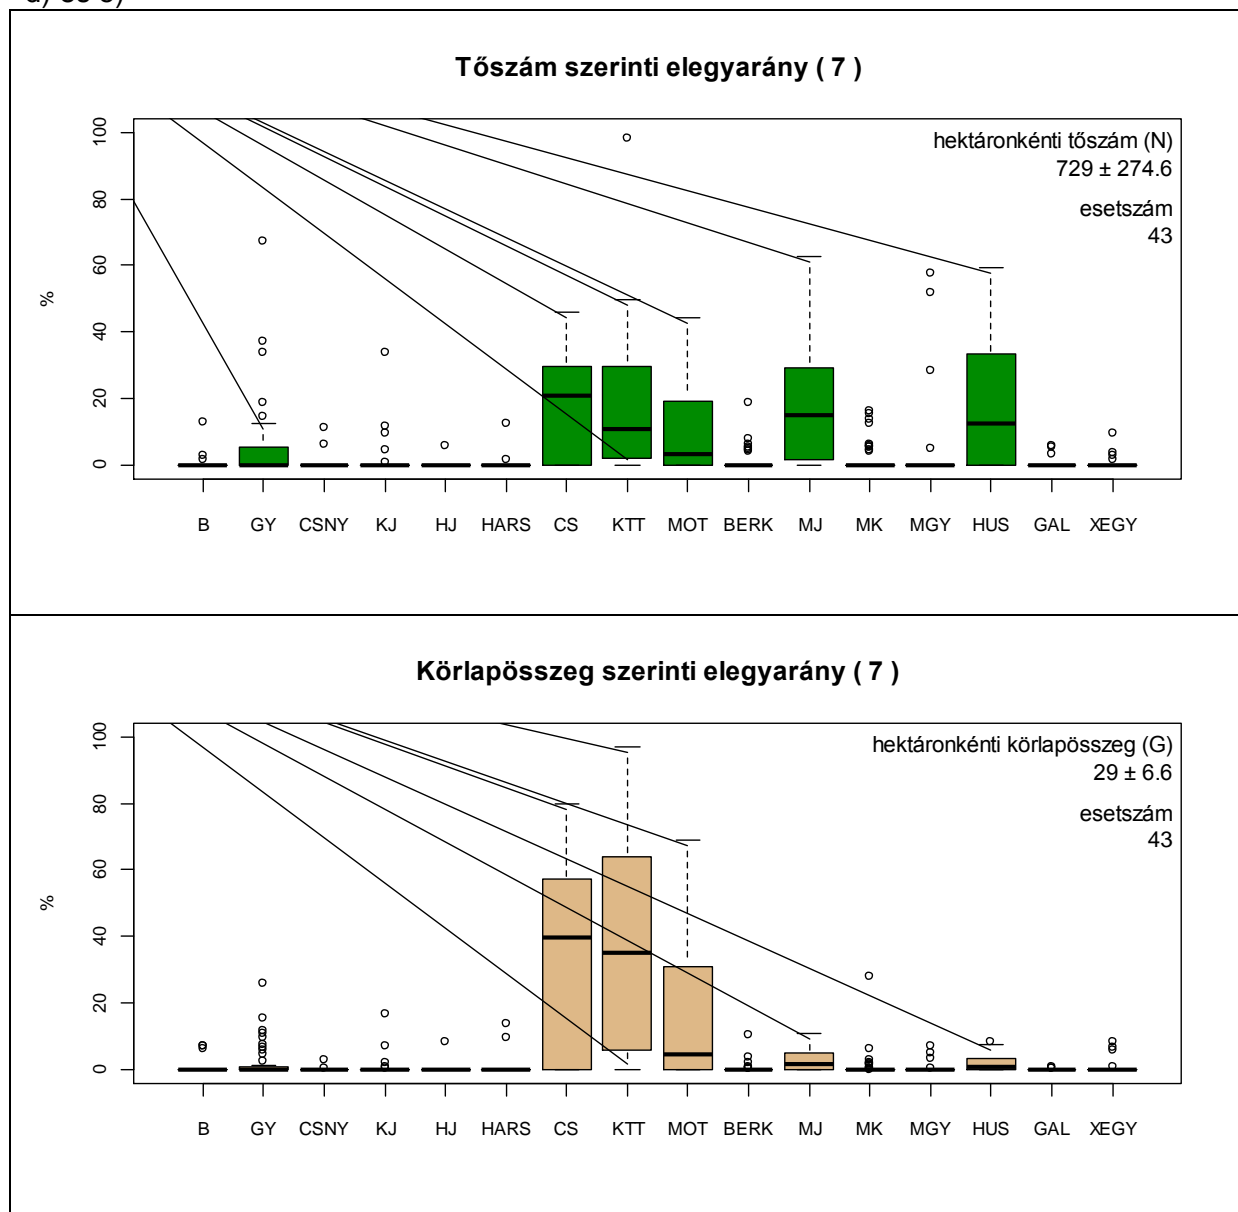 Tőszám szerinti elegyarány ( 7 )
hektáronkénti tőszám (N)
729 ± 274.6
esetszám
43
%
100
80
60
40
20
0
B GY CSNY KJ HJ HARS CS KTT MOT BERK MJ MK MGY HUS GAL XEGY
Körlapösszeg szerinti elegyarány ( 7 )
hektáronkénti körlapösszeg (G)
29 ± 6.6
esetszám
43
%
100
80
60
40
20
0
B GY CSNY KJ HJ HARS CS KTT MOT BERK MJ MK MGY HUS GAL XEGY